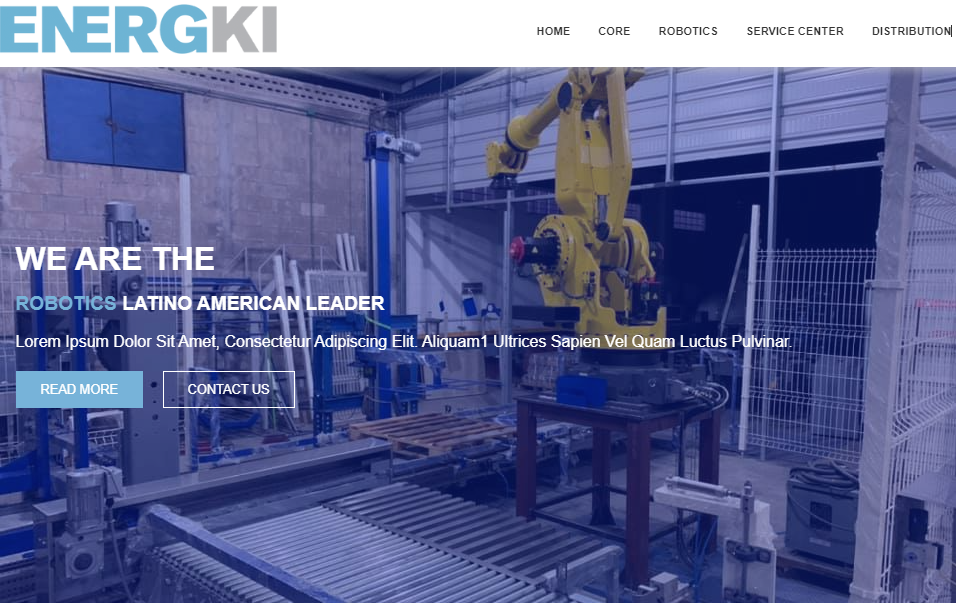 ENERGKI
HOME CORE ROBOTICS SERVICE CENTER DISTRIBUTION
WE ARE THE
ROBOTICS LATINO AMERICAN LEADER
Lorem Ipsum Dolor Sit Amet, Consectetur Adipiscing Elit. Aliquam1 Ultrices Sapien Vel Quam Luctus Pulvinar.
READ MORE CONTACT US